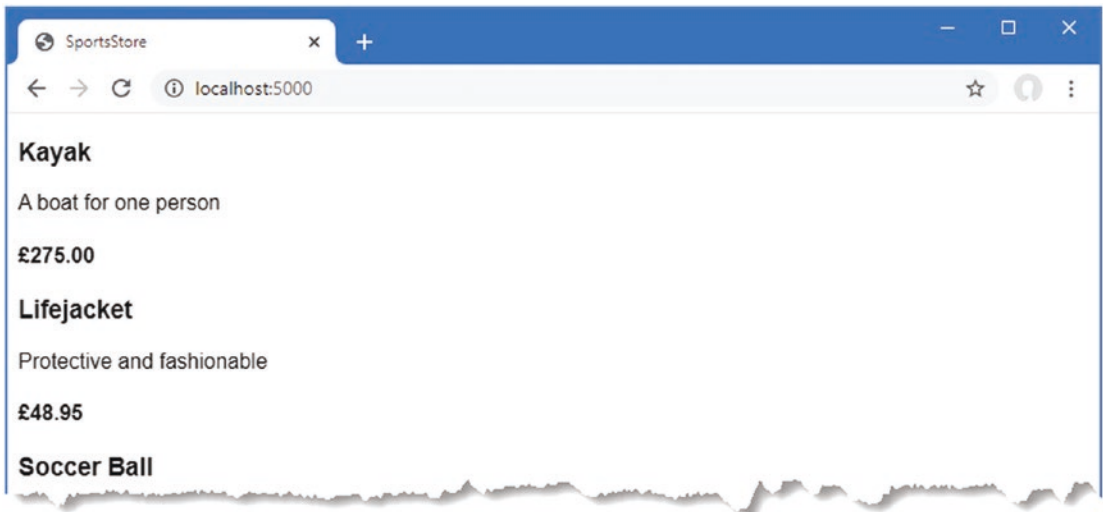 SportsStore
localhost:5000
Kayak
A boat for one person
£275.00
Lifejacket
Protective and fashionable
£48.95
Soccer Ball